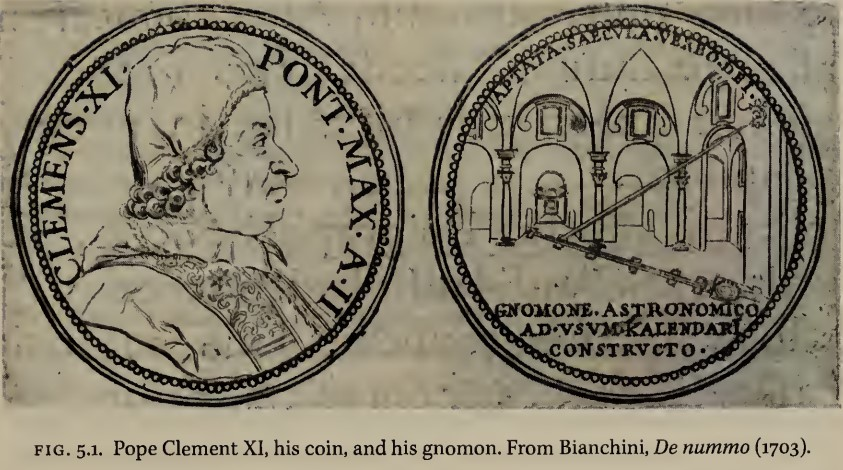 CLEMENS·XI· PONT·MAX·A·II
APTATA·SAECVLA·VERBO·DEI·
GNOMONE·ASTRONOMICO
AD·VSVM·KALENDARI
CONSTRVCTO·
FIG. 5.1. Pope Clement XI, his coin, and his gnomon. From Bianchini, De nummo (1703).